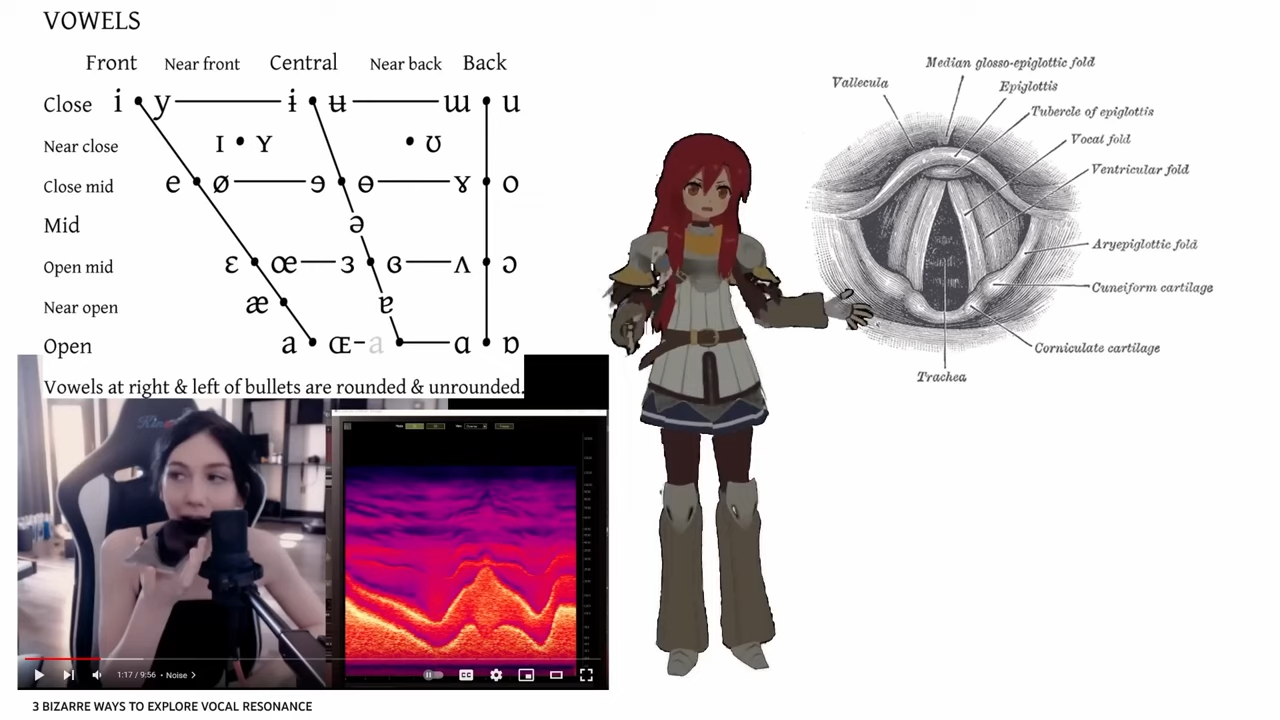 VOWELS
Front Near front Central Near back Back
Close i y ɨ ʉ ɯ u
Near close ɪ ʏ ʊ
Close mid e ø ɘ ɵ ɤ o
Mid ə
Open mid ɛ œ ɜ ɞ ʌ ɔ
Near open æ ɐ
Open a ɶ a ɑ ɒ
Vowels at right & left of bullets are rounded & unrounded.
Median glosso-epiglottic fold
Vallecula
Epiglottis
Tubercle of epiglottis
Vocal fold
Ventricular fold
Aryepiglottic fold
Cuneiform cartilage
Corniculate cartilage
Trachea
1:17 / 9:56 • Noise >
CC
3 BIZARRE WAYS TO EXPLORE VOCAL RESONANCE